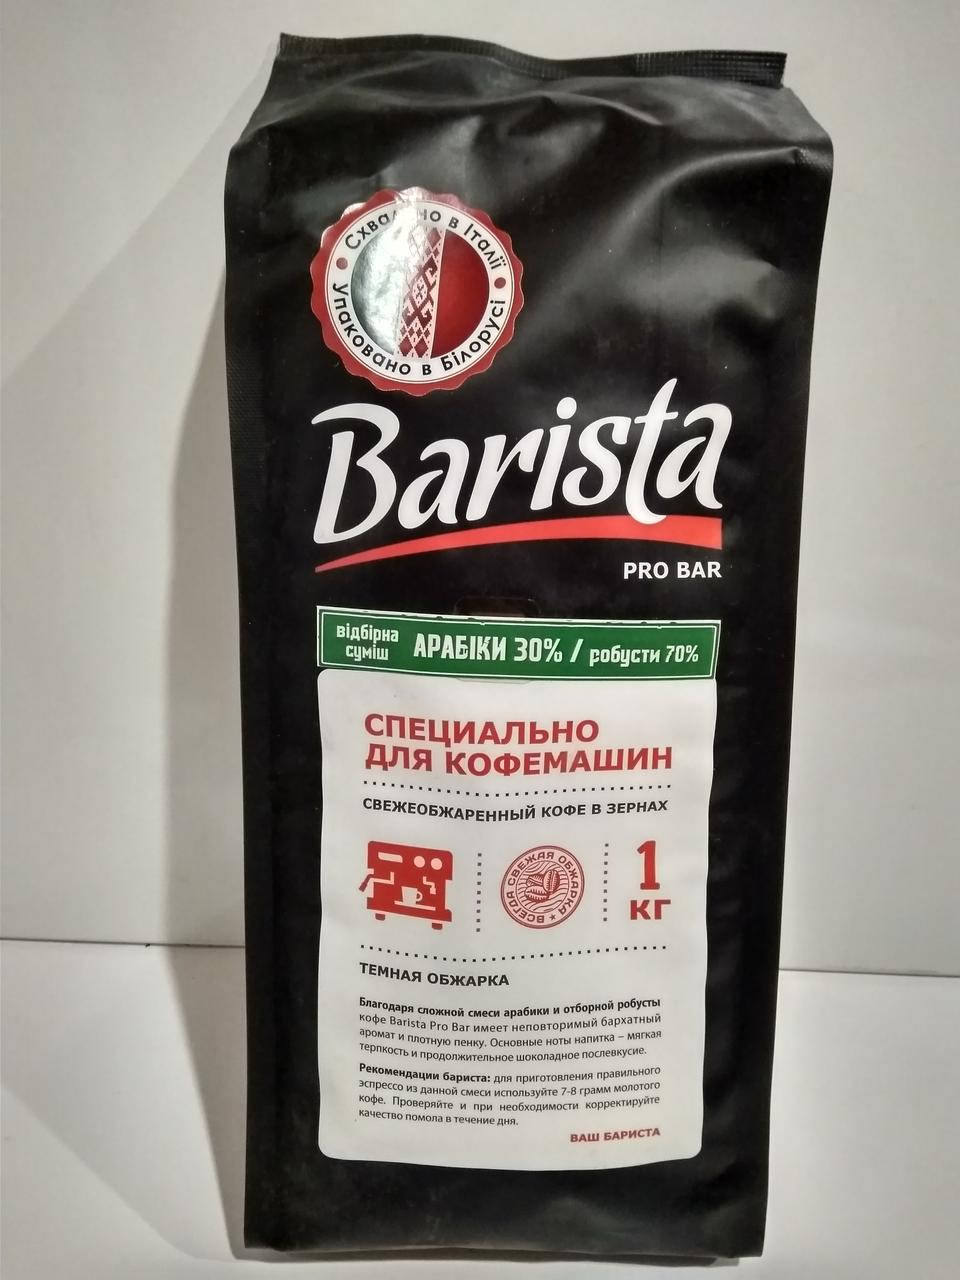 Схвалено в Італії
Упаковано в Білорусі
Barista
PRO BAR
відбірна
суміш
АРАБІКИ 30% / робусти 70%
СПЕЦИАЛЬНО
ДЛЯ КОФЕМАШИН
СВЕЖЕОБЖАРЕННЫЙ КОФЕ В ЗЕРНАХ
ВСЕГДА СВЕЖАЯ ОБЖАРКА
1
КГ
ТЕМНАЯ ОБЖАРКА
Благодаря сложной смеси арабики и отборной робусты
кофе Barista Pro Bar имеет неповторимый бархатный
аромат и плотную пенку. Основные ноты напитка – мягкая
терпкость и продолжительное шоколадное послевкусие.
Рекомендации бариста: для приготовления правильного
эспрессо из данной смеси используйте 7-8 грамм молотого
кофе. Проверяйте и при необходимости корректируйте
качество помола в течение дня.
ВАШ БАРИСТА